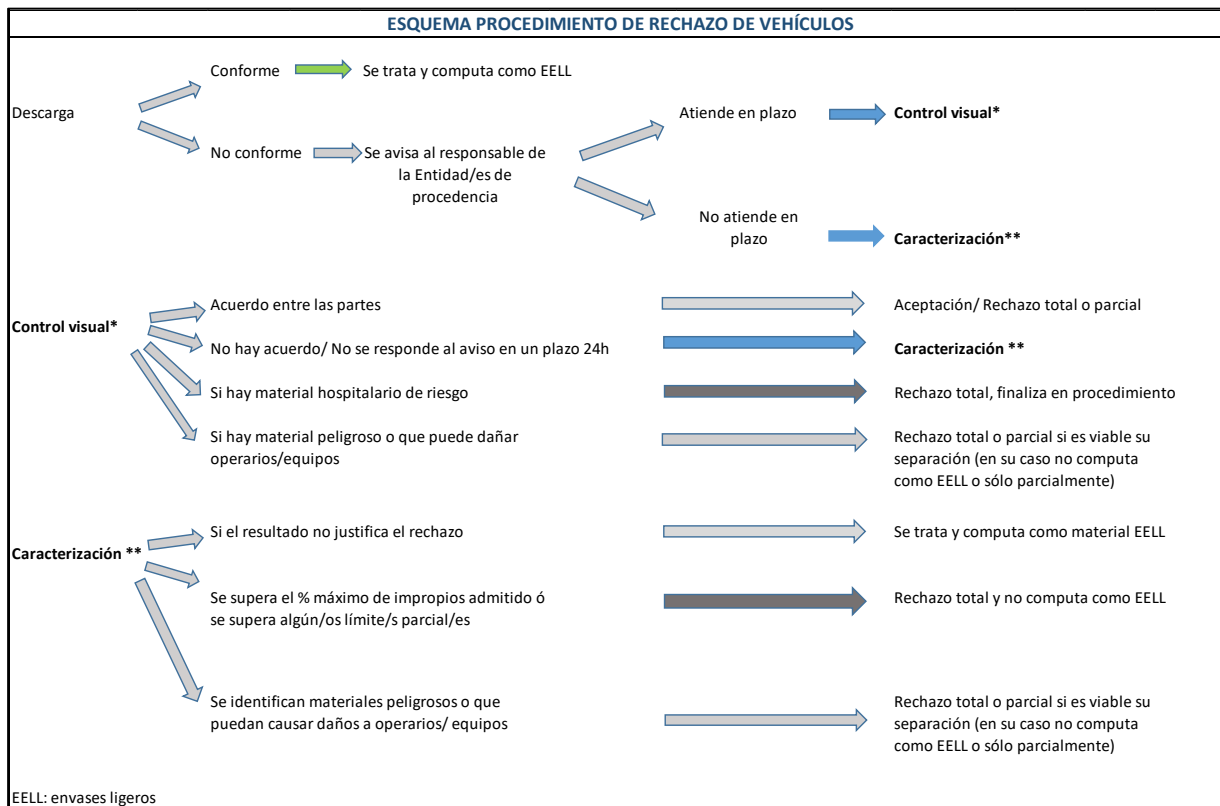 ESQUEMA PROCEDIMIENTO DE RECHAZO DE VEHÍCULOS
Conforme
Se trata y computa como EELL
Descarga
Atiende en plazo
Control visual*
No conforme
Se avisa al responsable de
la Entidad/es de
procedencia
No atiende en
plazo
Caracterización**
Control visual*
Acuerdo entre las partes
Aceptación/ Rechazo total o parcial
No hay acuerdo/ No se responde al aviso en un plazo 24h
Caracterización **
Si hay material hospitalario de riesgo
Rechazo total, finaliza en procedimiento
Si hay material peligroso o que puede dañar
operarios/equipos
Rechazo total o parcial si es viable su
separación (en su caso no computa
como EELL o sólo parcialmente)
Caracterización **
Si el resultado no justifica el rechazo
Se trata y computa como material EELL
Se supera el % máximo de impropios admitido ó
se supera algún/os límite/s parcial/es
Rechazo total y no computa como EELL
Se identifican materiales peligrosos o que
puedan causar daños a operarios/ equipos
Rechazo total o parcial si es viable su
separación (en su caso no computa
como EELL o sólo parcialmente)
EELL: envases ligeros